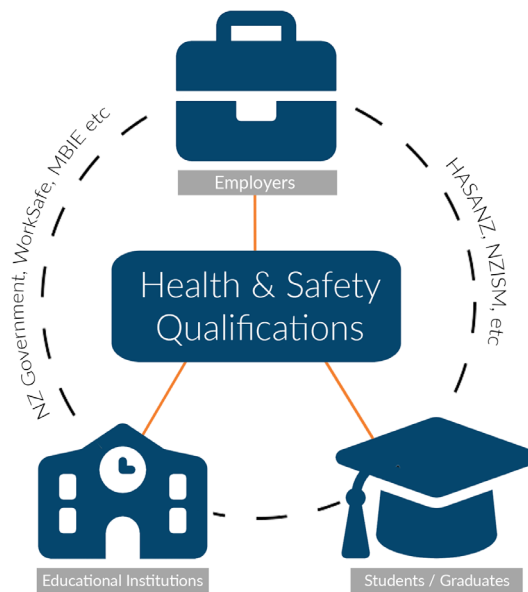 NZ Government, WorkSafe, MBIE etc
HASANZ, NZISM, etc
Employers
Health & Safety
Qualifications
Educational Institutions
Students / Graduates